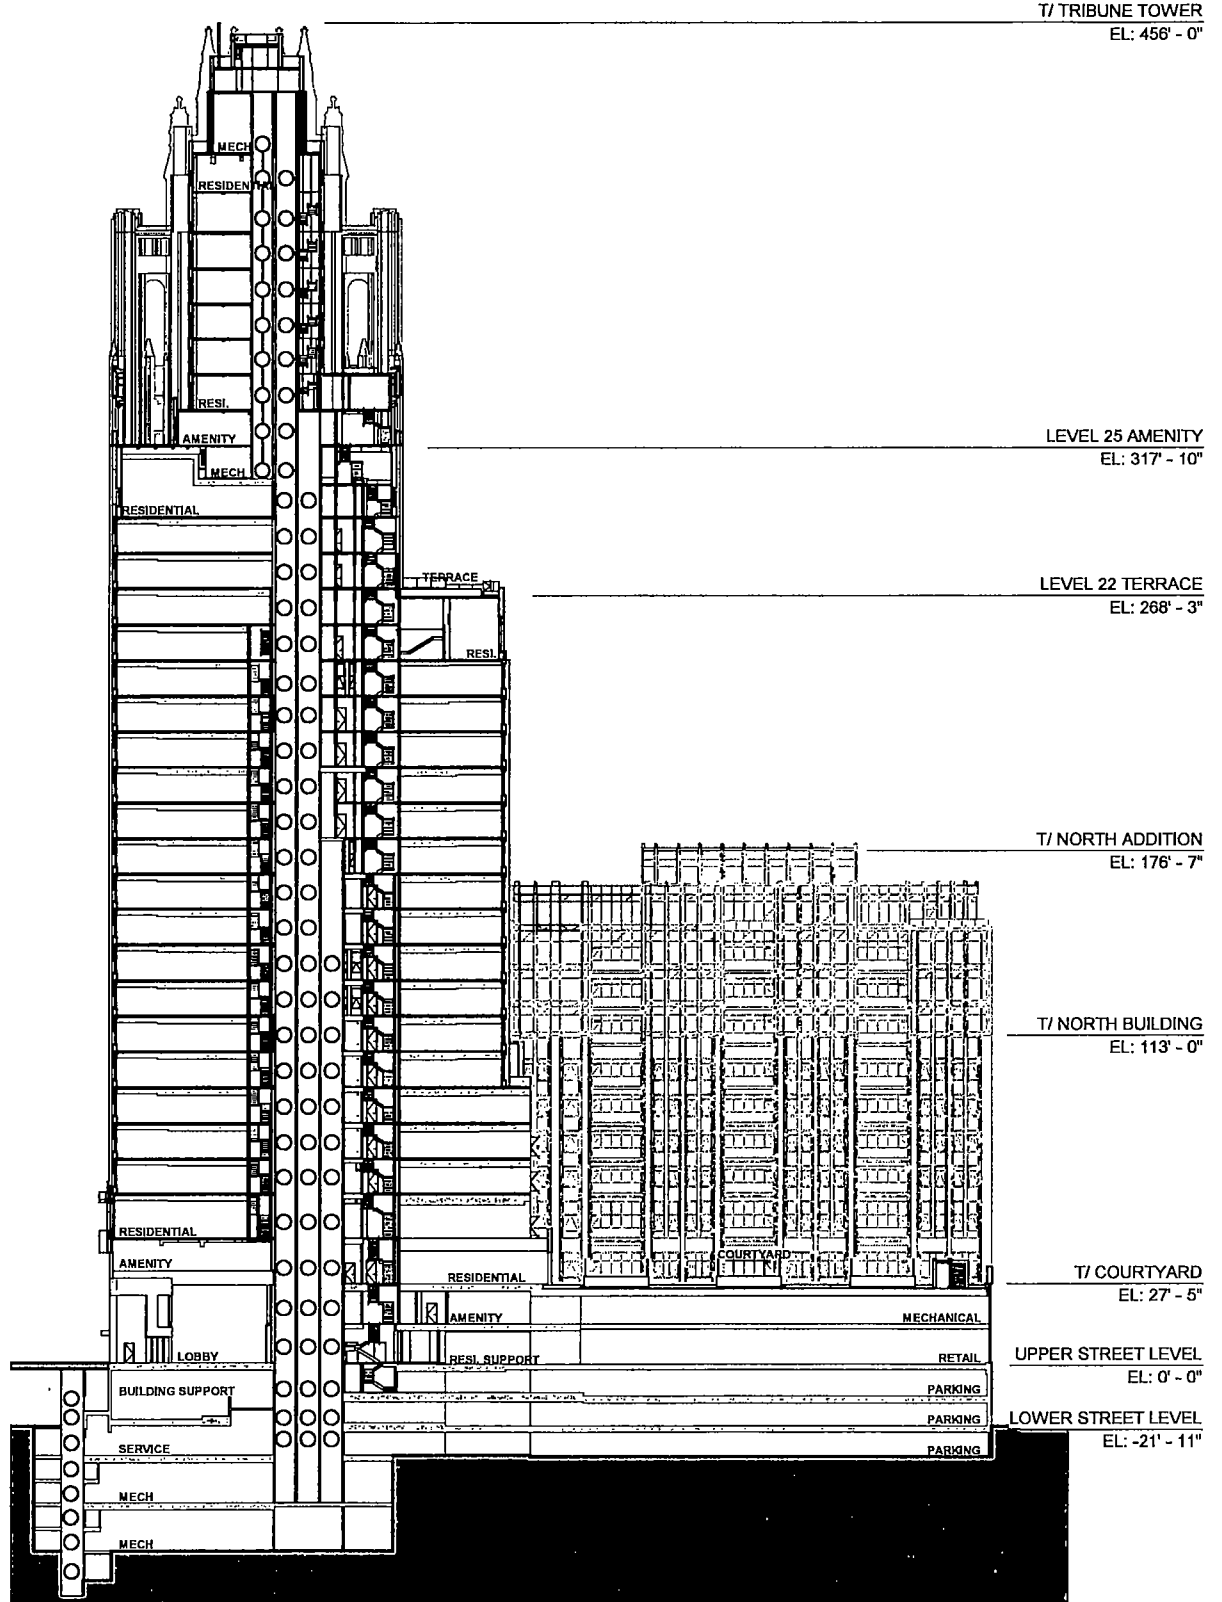 T/ TRIBUNE TOWER
EL: 456' - 0"
MECH
RESIDENTIAL
RESI.
AMENITY
LEVEL 25 AMENITY
EL: 317' - 10"
MECH
RESIDENTIAL
TERRACE
LEVEL 22 TERRACE
EL: 268' - 3"
RESI.
T/ NORTH ADDITION
EL: 176' - 7"
T/ NORTH BUILDING
EL: 113' - 0"
RESIDENTIAL
COURTYARD
AMENITY
RESIDENTIAL
T/ COURTYARD
EL: 27' - 5"
AMENITY
MECHANICAL
LOBBY
RESI. SUPPORT
RETAIL
UPPER STREET LEVEL
EL: 0' - 0"
BUILDING SUPPORT
PARKING
PARKING
LOWER STREET LEVEL
EL: -21' - 11"
SERVICE
PARKING
MECH
MECH